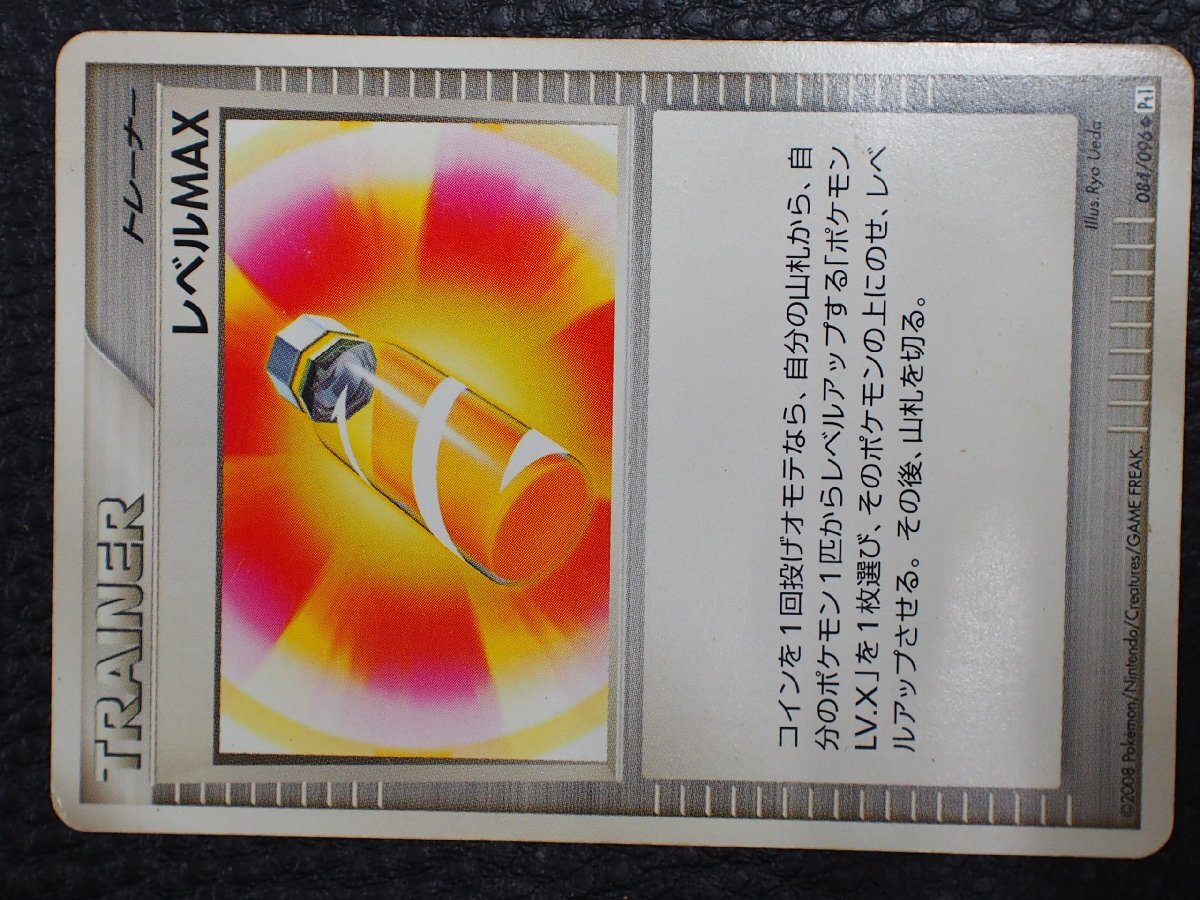 TRAINER
トレーナー
レベルMAX
コインを1回投げオモテなら、自分の山札から、自
分のポケモン1匹からレベルアップする「ポケモン
LV.X」を1枚選び、そのポケモンの上にのせ、レベ
ルアップさせる。その後、山札を切る。
Illus.Ryo Ueda
©2008 Pokémon/Nintendo/Creatures/GAME FREAK.
084/096 ◆ Pt1